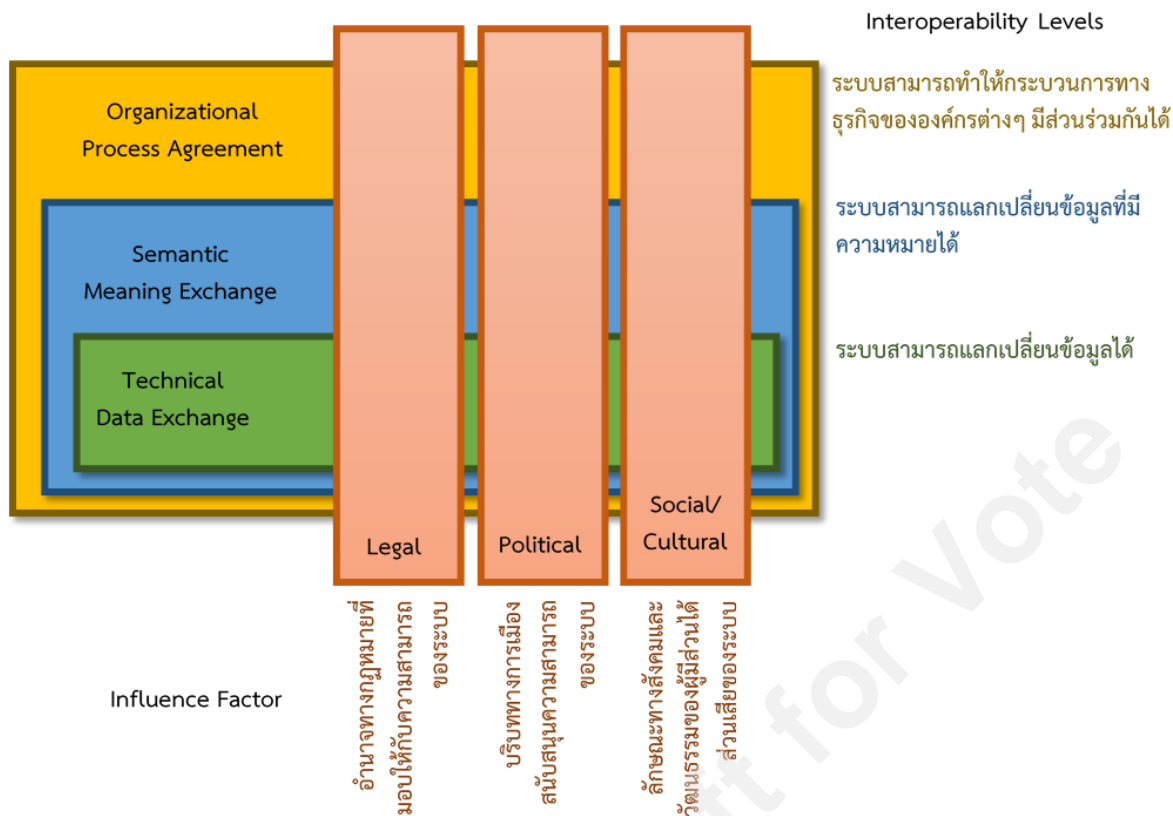 Interoperability Levels
Organizational
Process Agreement
ระบบสามารถทำให้กระบวนการทาง
ธุรกิจขององค์กรต่างๆ มีส่วนร่วมกันได้
Semantic
Meaning Exchange
ระบบสามารถแลกเปลี่ยนข้อมูลที่มี
ความหมายได้
Technical
Data Exchange
ระบบสามารถแลกเปลี่ยนข้อมูลได้
Legal
Political
Social/
Cultural
Influence Factor
อำนาจทางกฎหมายที่
มอบให้กับความสามารถ
ของระบบ
บริบททางการเมือง
สนับสนุนความสามารถ
ของระบบ
ลักษณะทางสังคมและ
วัฒนธรรมของผู้มีส่วนได้
ส่วนเสียของระบบ
ft for Vote